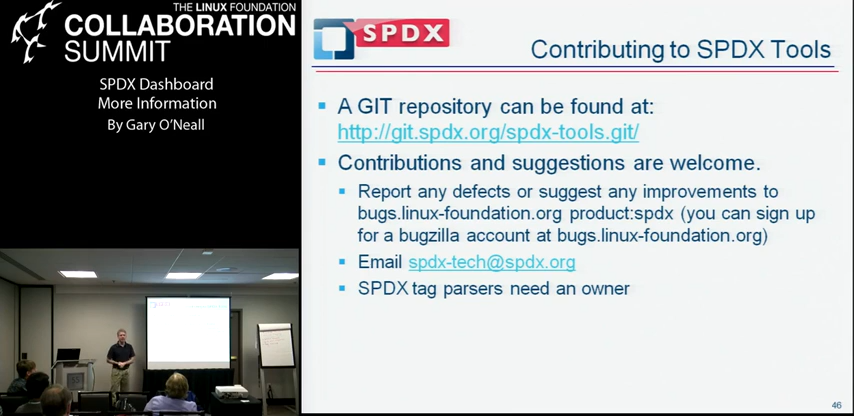 THE LINUX FOUNDATION
COLLABORATION
SUMMIT
SPDX Dashboard
More Information
By Gary O'Neall
SPDX
Contributing to SPDX Tools
A GIT repository can be found at:
http://git.spdx.org/spdx-tools.git/
Contributions and suggestions are welcome.
Report any defects or suggest any improvements to
bugs.linux-foundation.org product:spdx (you can sign up
for a bugzilla account at bugs.linux-foundation.org)
Email spdx-tech@spdx.org
SPDX tag parsers need an owner
46